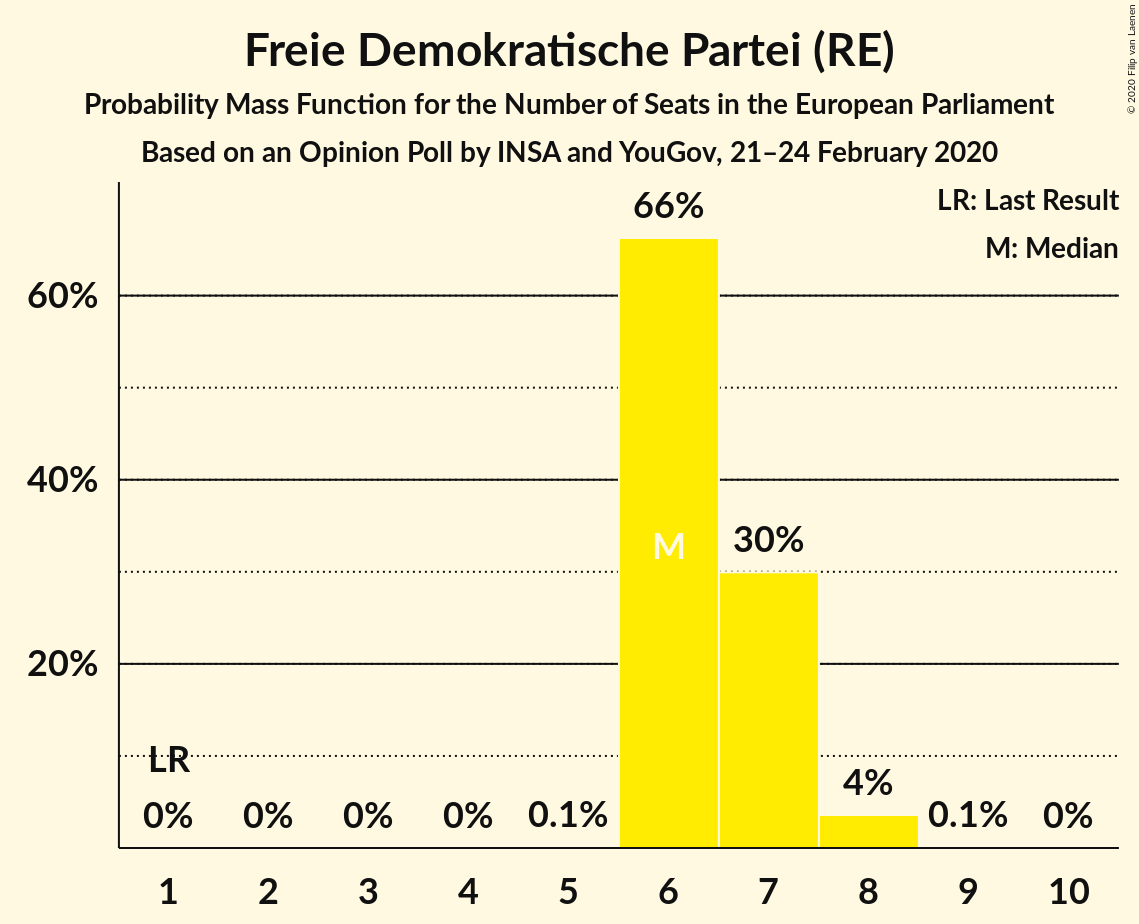 Freie Demokratische Partei (RE)
Probability Mass Function for the Number of Seats in the European Parliament
Based on an Opinion Poll by INSA and YouGov, 21–24 February 2020
© 2020 Filip van Laenen
LR: Last Result
M: Median
66%
60%
40%
M
30%
20%
LR
4%
0%
0%
0%
0%
0.1%
0.1%
0%
1 2 3 4 5 6 7 8 9 10